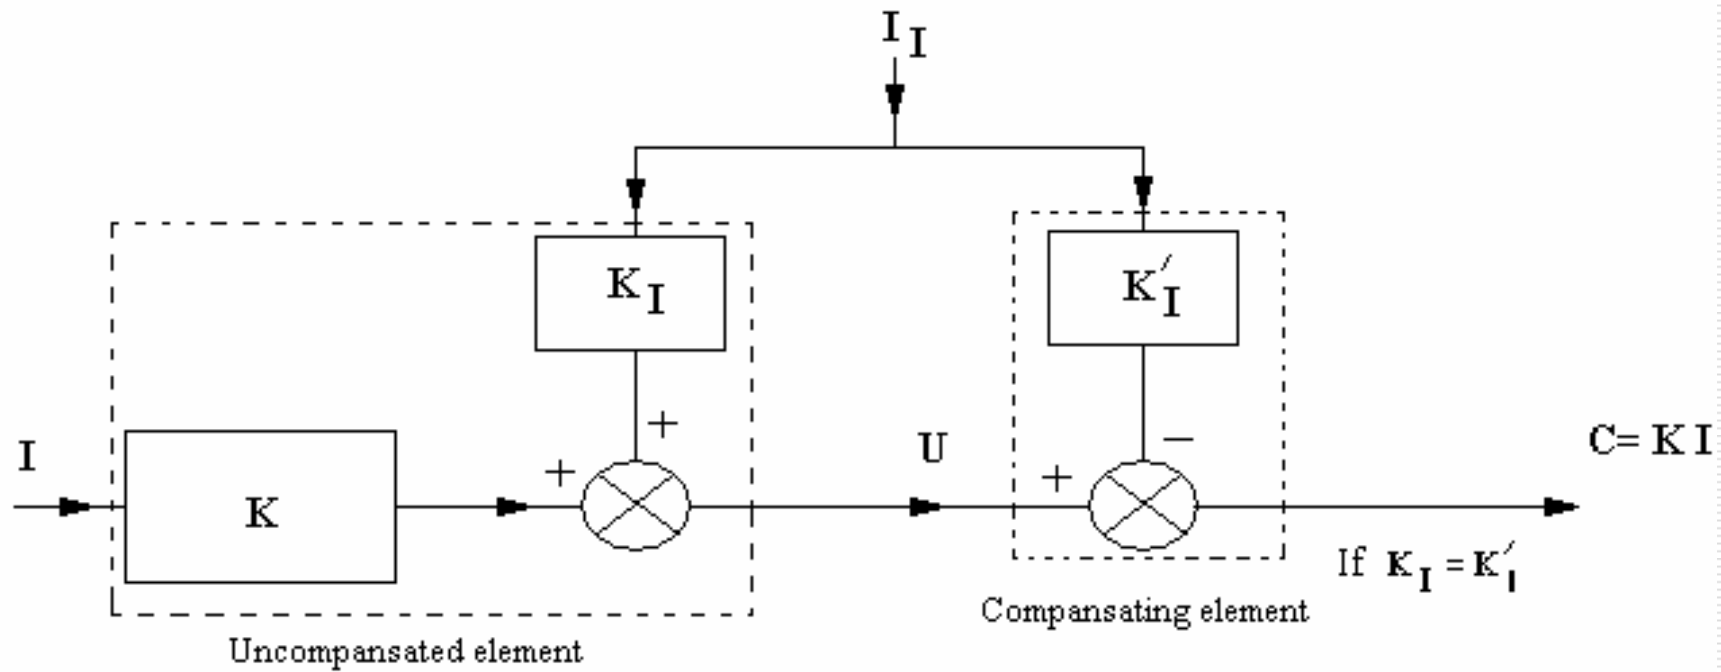 I I
K I
K ′ I
+
−
I
K
+
U
+
C= K I
If K I = K ′ I
Compansating element
Uncompansated element